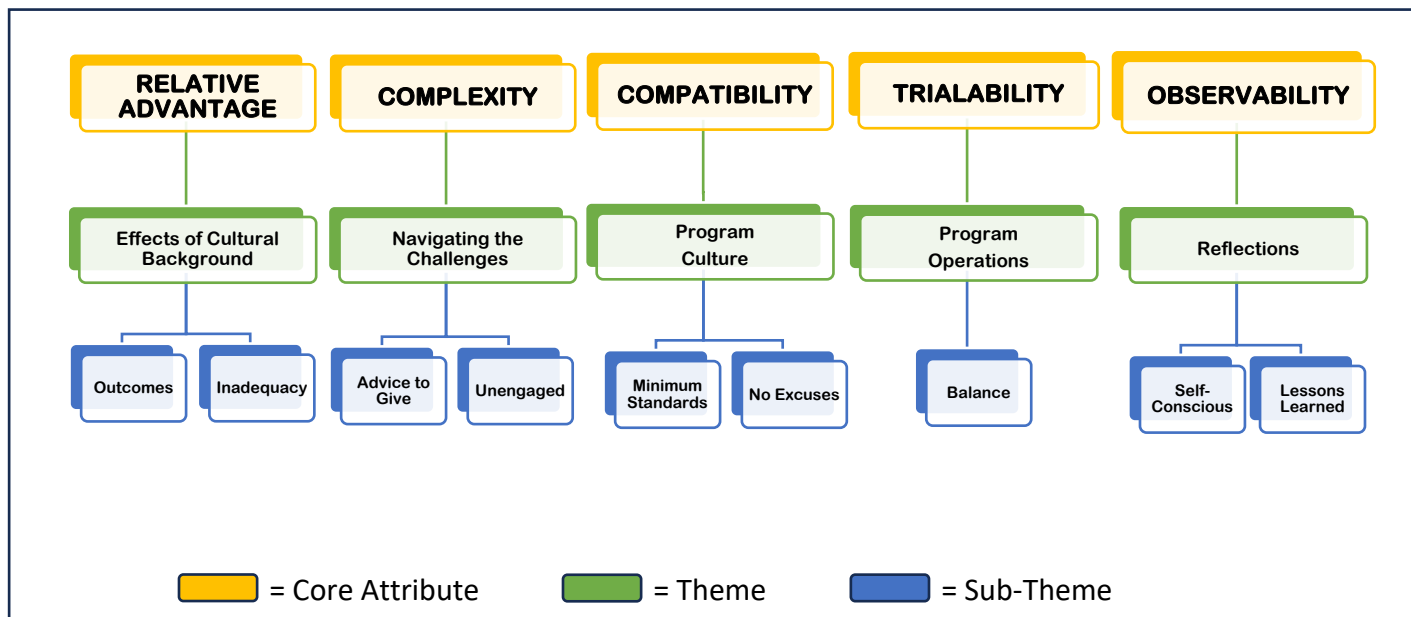 RELATIVE
ADVANTAGE
COMPLEXITY
COMPATIBILITY
TRIALABILITY
OBSERVABILITY
Effects of Cultural
Background
Navigating the
Challenges
Program
Culture
Program
Operations
Reflections
Outcomes
Inadequacy
Advice to
Give
Unengaged
Minimum
Standards
No Excuses
Balance
Self-
Conscious
Lessons
Learned
= Core Attribute
= Theme
= Sub-Theme